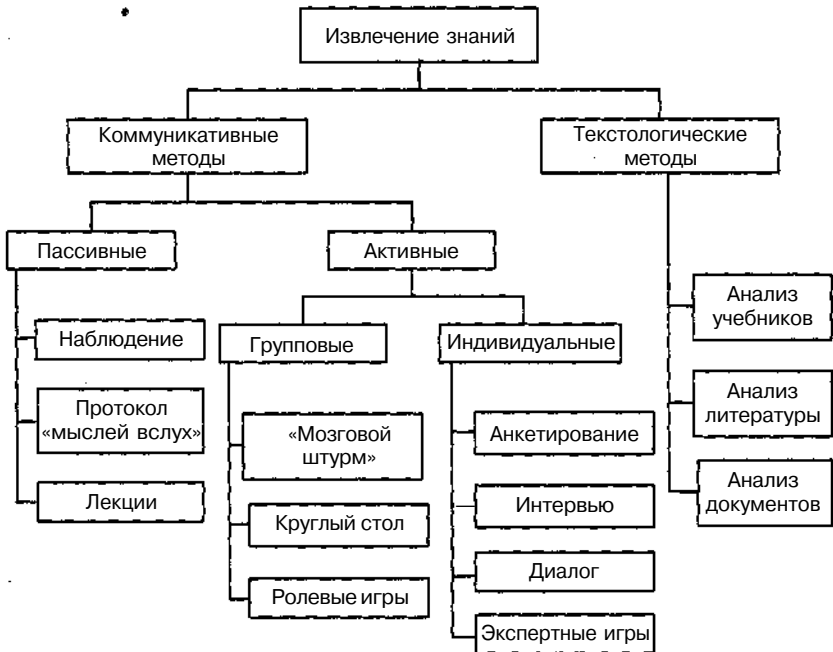 Извлечение знаний
Коммуникативные
методы
Текстологические
методы
Пассивные
Активные
Наблюдение
Протокол
«мыслей вслух»
Лекции
Групповые
Индивидуальные
«Мозговой
штурм»
Круглый стол
Ролевые игры
Анкетирование
Интервью
Диалог
Экспертные игры
Анализ
учебников
Анализ
литературы
Анализ
документов